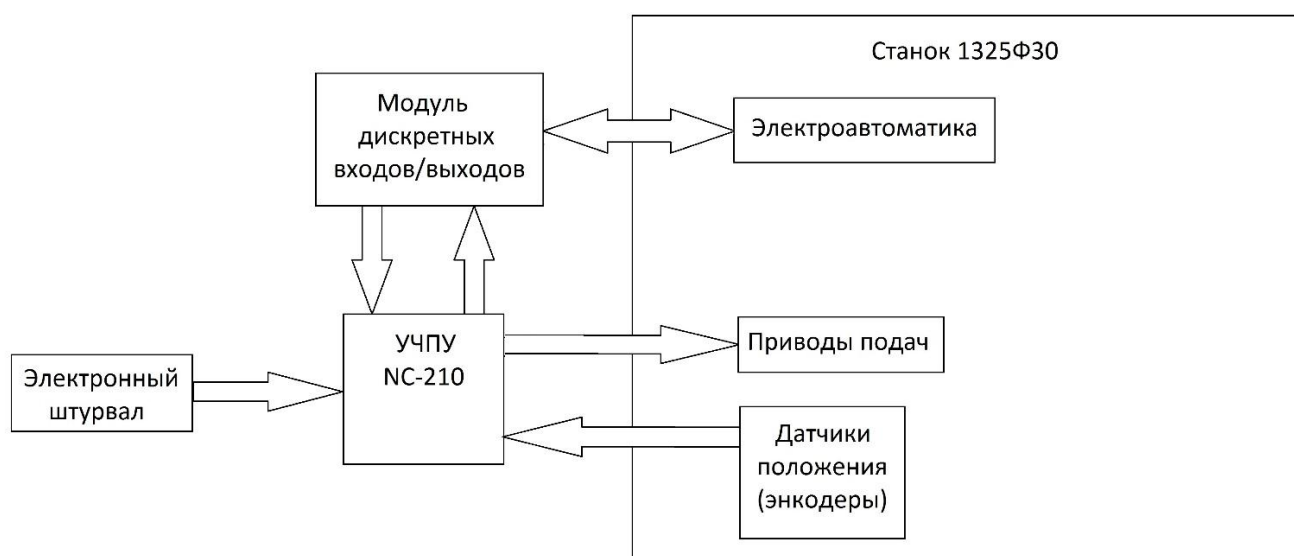 Станок 1325Ф30
Модуль
дискретных
входов/выходов
Электроавтоматика
УЧПУ
NC-210
Приводы подач
Электронный
штурвал
Датчики
положения
(энкодеры)